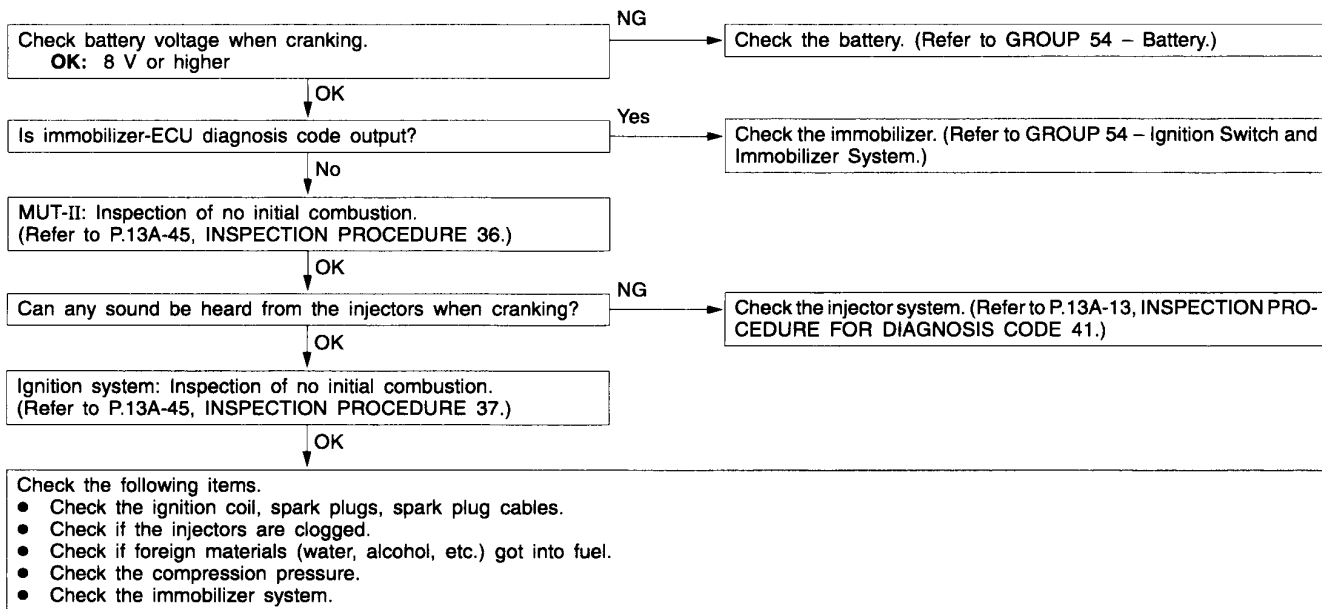 Check battery voltage when cranking.
OK: 8 V or higher
NG
Check the battery. (Refer to GROUP 54 – Battery.)
OK
Is immobilizer-ECU diagnosis code output?
Yes
Check the immobilizer. (Refer to GROUP 54 – Ignition Switch and
Immobilizer System.)
No
MUT-II: Inspection of no initial combustion.
(Refer to P.13A-45, INSPECTION PROCEDURE 36.)
OK
Can any sound be heard from the injectors when cranking?
NG
Check the injector system. (Refer to P.13A-13, INSPECTION PRO-
CEDURE FOR DIAGNOSIS CODE 41.)
OK
Ignition system: Inspection of no initial combustion.
(Refer to P.13A-45, INSPECTION PROCEDURE 37.)
OK
Check the following items.
● Check the ignition coil, spark plugs, spark plug cables.
● Check if the injectors are clogged.
● Check if foreign materials (water, alcohol, etc.) got into fuel.
● Check the compression pressure.
● Check the immobilizer system.